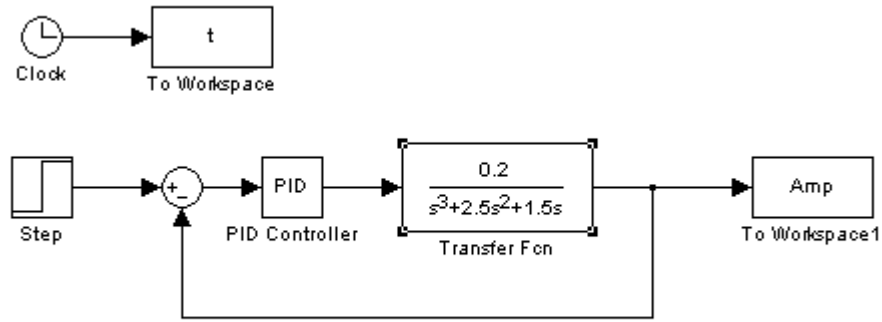 t
Clock
To Workspace
+
−
PID
0.2
s³+2.5s²+1.5s
Amp
Step
PID Controller
Transfer Fcn
To Workspace1